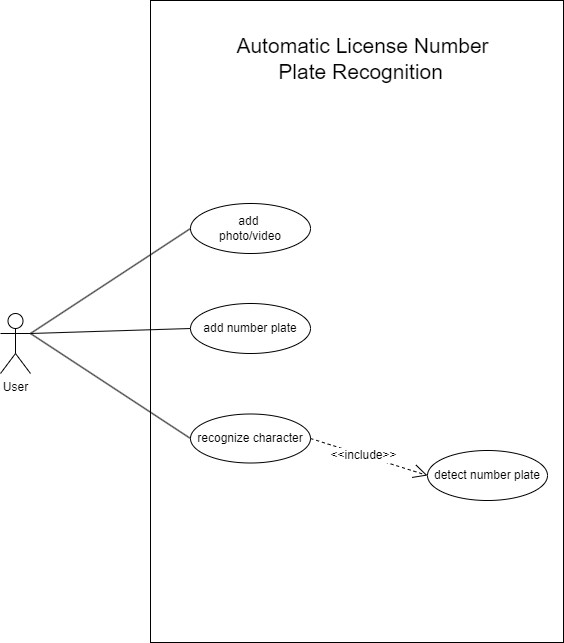 Automatic License Number
Plate Recognition
add
photo/video
add number plate
User
recognize character
<<include>>
detect number plate